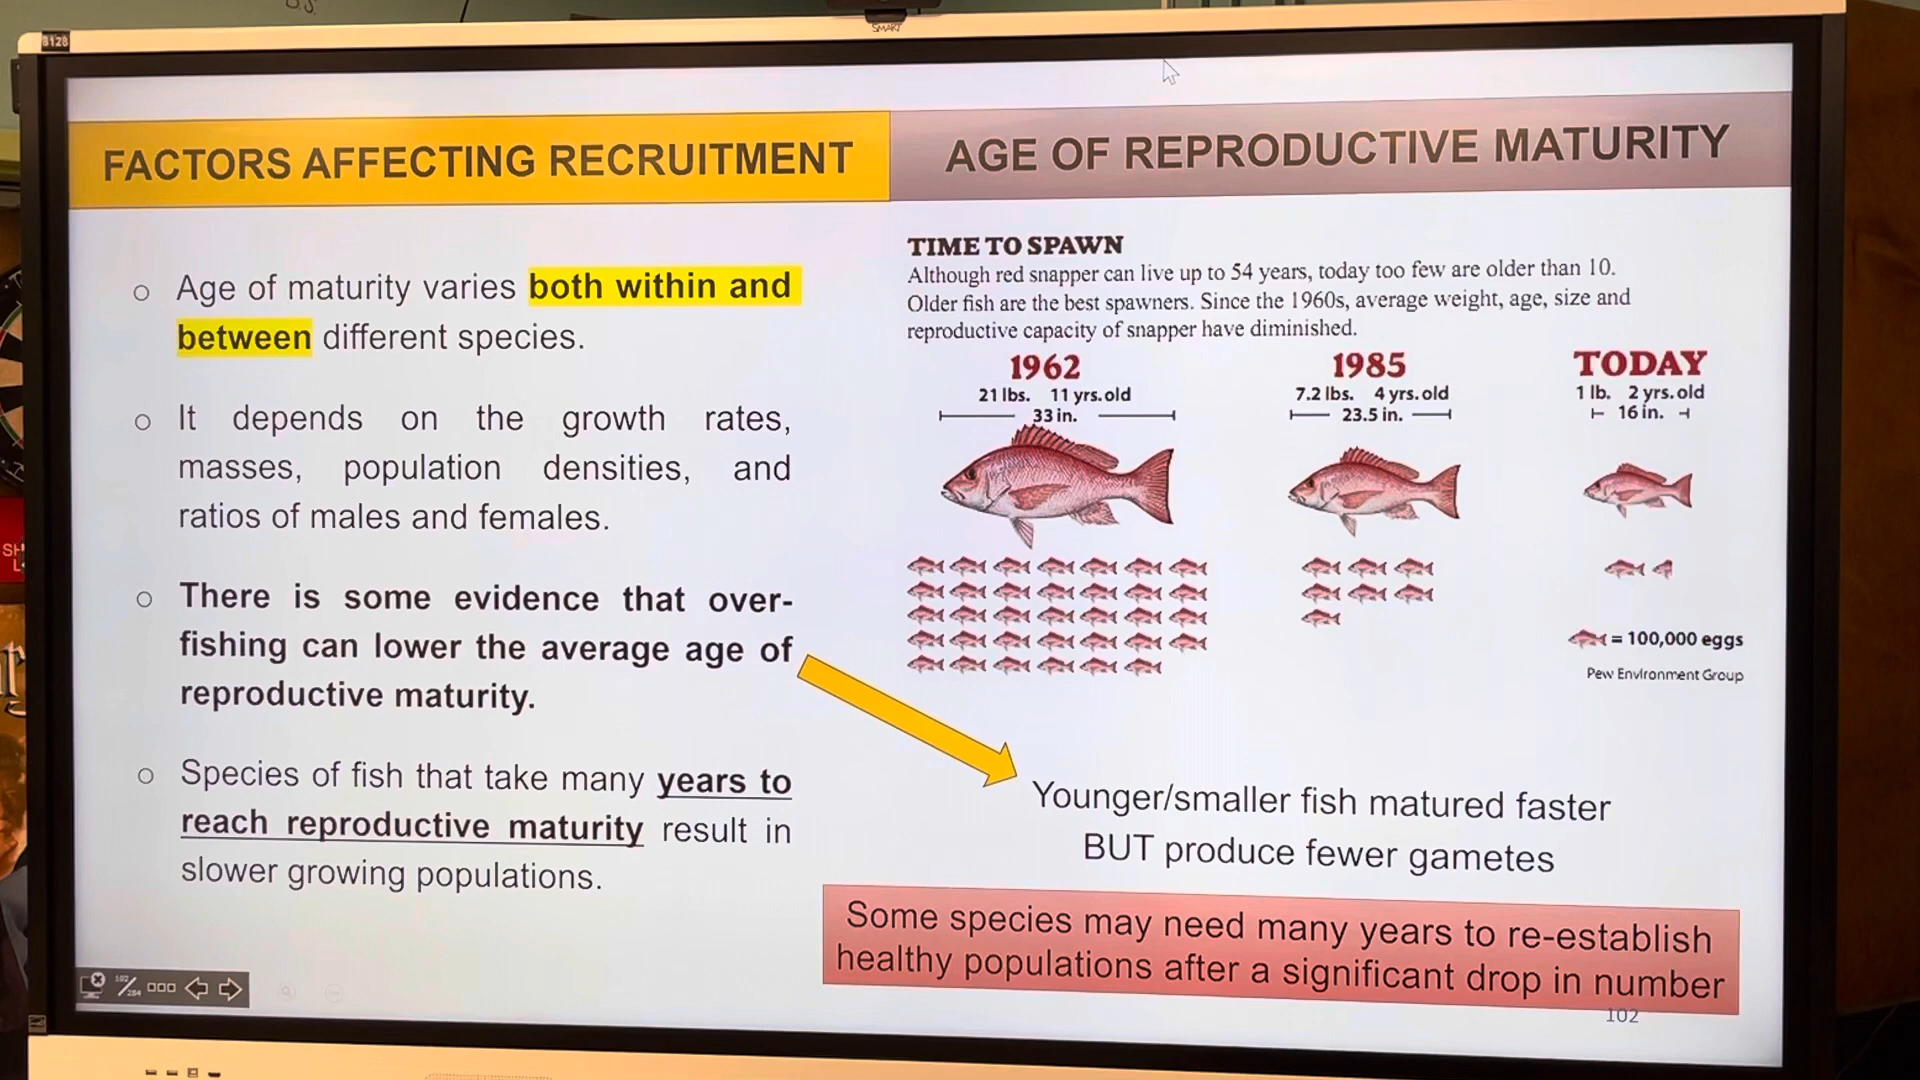 8128
SMART
FACTORS AFFECTING RECRUITMENT
AGE OF REPRODUCTIVE MATURITY
○ Age of maturity varies both within and
between different species.
○ It depends on the growth rates,
masses, population densities, and
ratios of males and females.
○ There is some evidence that over-
fishing can lower the average age of
reproductive maturity.
○ Species of fish that take many years to
reach reproductive maturity result in
slower growing populations.
TIME TO SPAWN
Although red snapper can live up to 54 years, today too few are older than 10.
Older fish are the best spawners. Since the 1960s, average weight, age, size and
reproductive capacity of snapper have diminished.
1962
21 lbs. 11 yrs. old
33 in.
1985
7.2 lbs. 4 yrs. old
23.5 in.
TODAY
1 lb. 2 yrs. old
16 in.
= 100,000 eggs
Pew Environment Group
Younger/smaller fish matured faster
BUT produce fewer gametes
Some species may need many years to re-establish
healthy populations after a significant drop in number
102